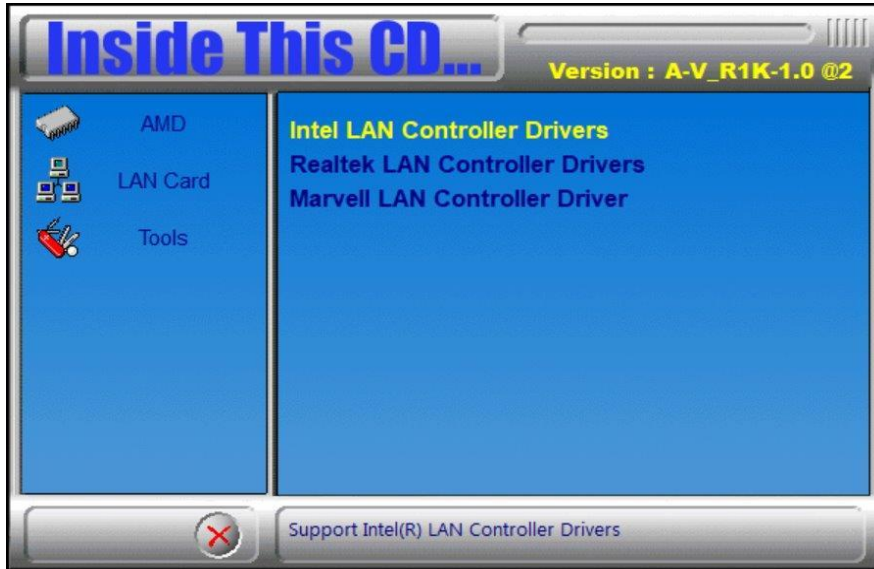 Inside This CD...
Version : A-V_R1K-1.0 @2
AMD
LAN Card
Tools
Intel LAN Controller Drivers
Realtek LAN Controller Drivers
Marvell LAN Controller Driver
Support Intel(R) LAN Controller Drivers